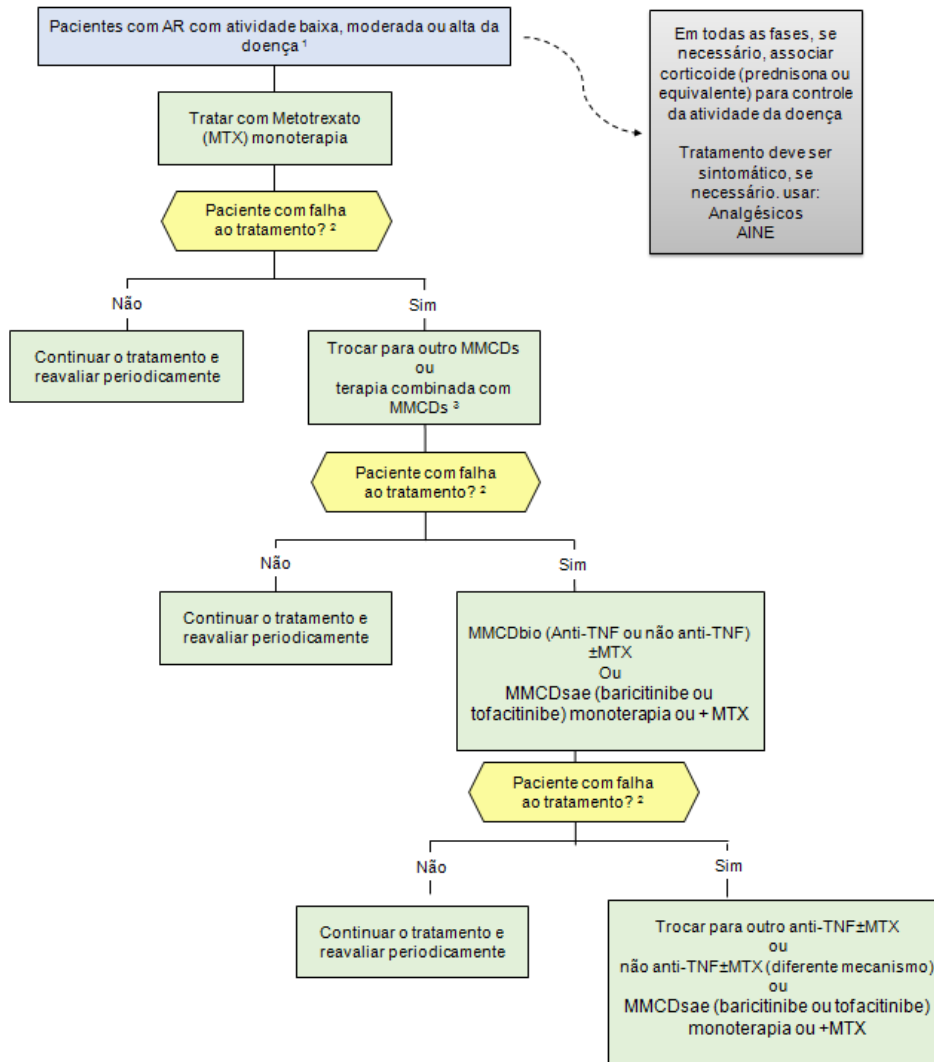 Pacientes com AR com atividade baixa, moderada ou alta da
doença ¹
Em todas as fases, se
necessário, associar
corticoide (prednisona ou
equivalente) para controle
da atividade da doença
Tratamento deve ser
sintomático, se
necessário. usar:
Analgésicos
AINE
Tratar com Metotrexato
(MTX) monoterapia
Paciente com falha
ao tratamento? ²
Não
Sim
Continuar o tratamento e
reavaliar periodicamente
Trocar para outro MMCDs
ou
terapia combinada com
MMCDs ³
Paciente com falha
ao tratamento? ²
Não
Sim
Continuar o tratamento e
reavaliar periodicamente
MMCDbio (Anti-TNF ou não anti-TNF)
±MTX
Ou
MMCDsae (baricitinibe ou
tofacitinibe) monoterapia ou + MTX
Paciente com falha
ao tratamento? ²
Não
Sim
Continuar o tratamento e
reavaliar periodicamente
Trocar para outro anti-TNF±MTX
ou
não anti-TNF±MTX (diferente mecanismo)
ou
MMCDsae (baricitinibe ou tofacitinibe)
monoterapia ou +MTX